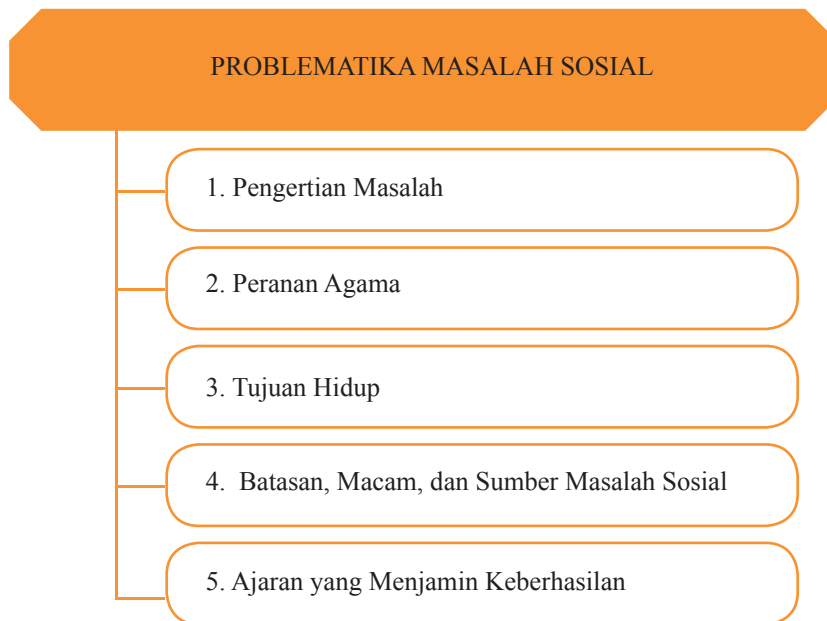 PROBLEMATIKA MASALAH SOSIAL
1. Pengertian Masalah
2. Peranan Agama
3. Tujuan Hidup
4. Batasan, Macam, dan Sumber Masalah Sosial
5. Ajaran yang Menjamin Keberhasilan